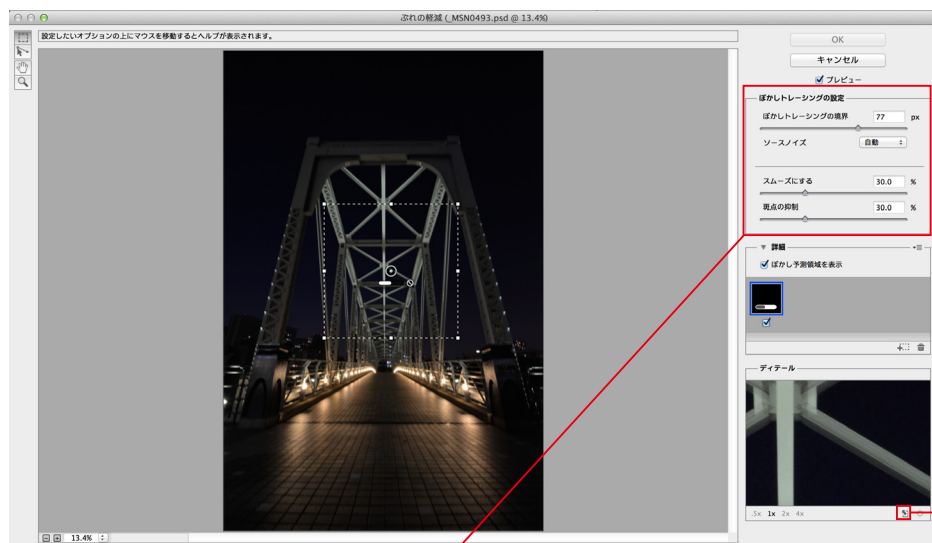 ぶれの軽減 (_MSN0493.psd @ 13.4%)
設定したいオプションの上にマウスを移動するとヘルプが表示されます。
OK
キャンセル
プレビュー
ぼかしトレーシングの設定
ぼかしトレーシングの境界 77 px
ソースノイズ 自動
スムーズにする 30.0 %
斑点の抑制 30.0 %
詳細
ぼかし予測領域を表示
ディテール
.5x 1x 2x 4x
13.4%